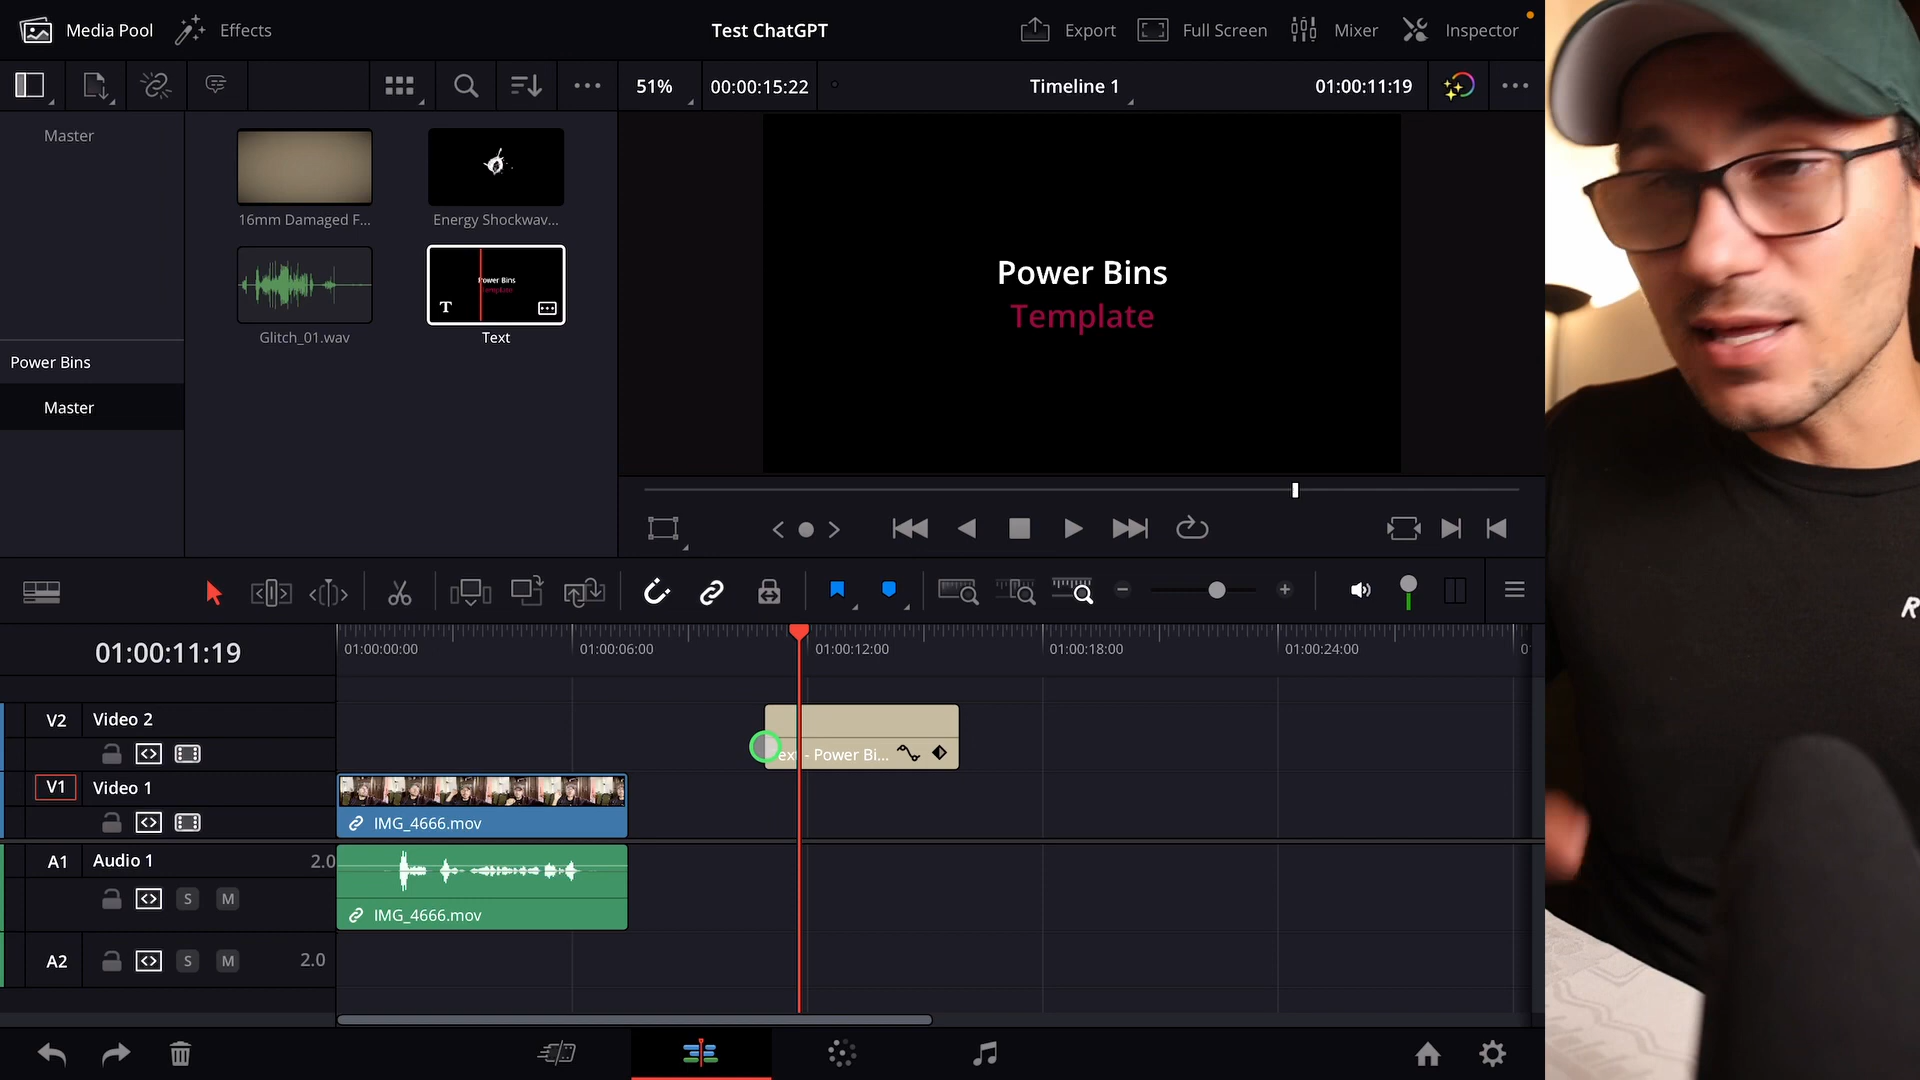 Media Pool
Effects
Test ChatGPT
Export
Full Screen
Mixer
Inspector
51%
00:00:15:22
Timeline 1
01:00:11:19
Master
16mm Damaged F...
Energy Shockwav...
Power Bins
Template
T
Glitch_01.wav
Text
Power Bins
Master
Power Bins
Template
01:00:11:19
01:00:00:00
01:00:06:00
01:00:12:00
01:00:18:00
01:00:24:00
V2
Video 2
ext - Power Bi...
V1
Video 1
IMG_4666.mov
A1
Audio 1
2.0
S
M
IMG_4666.mov
A2
S
M
2.0
R